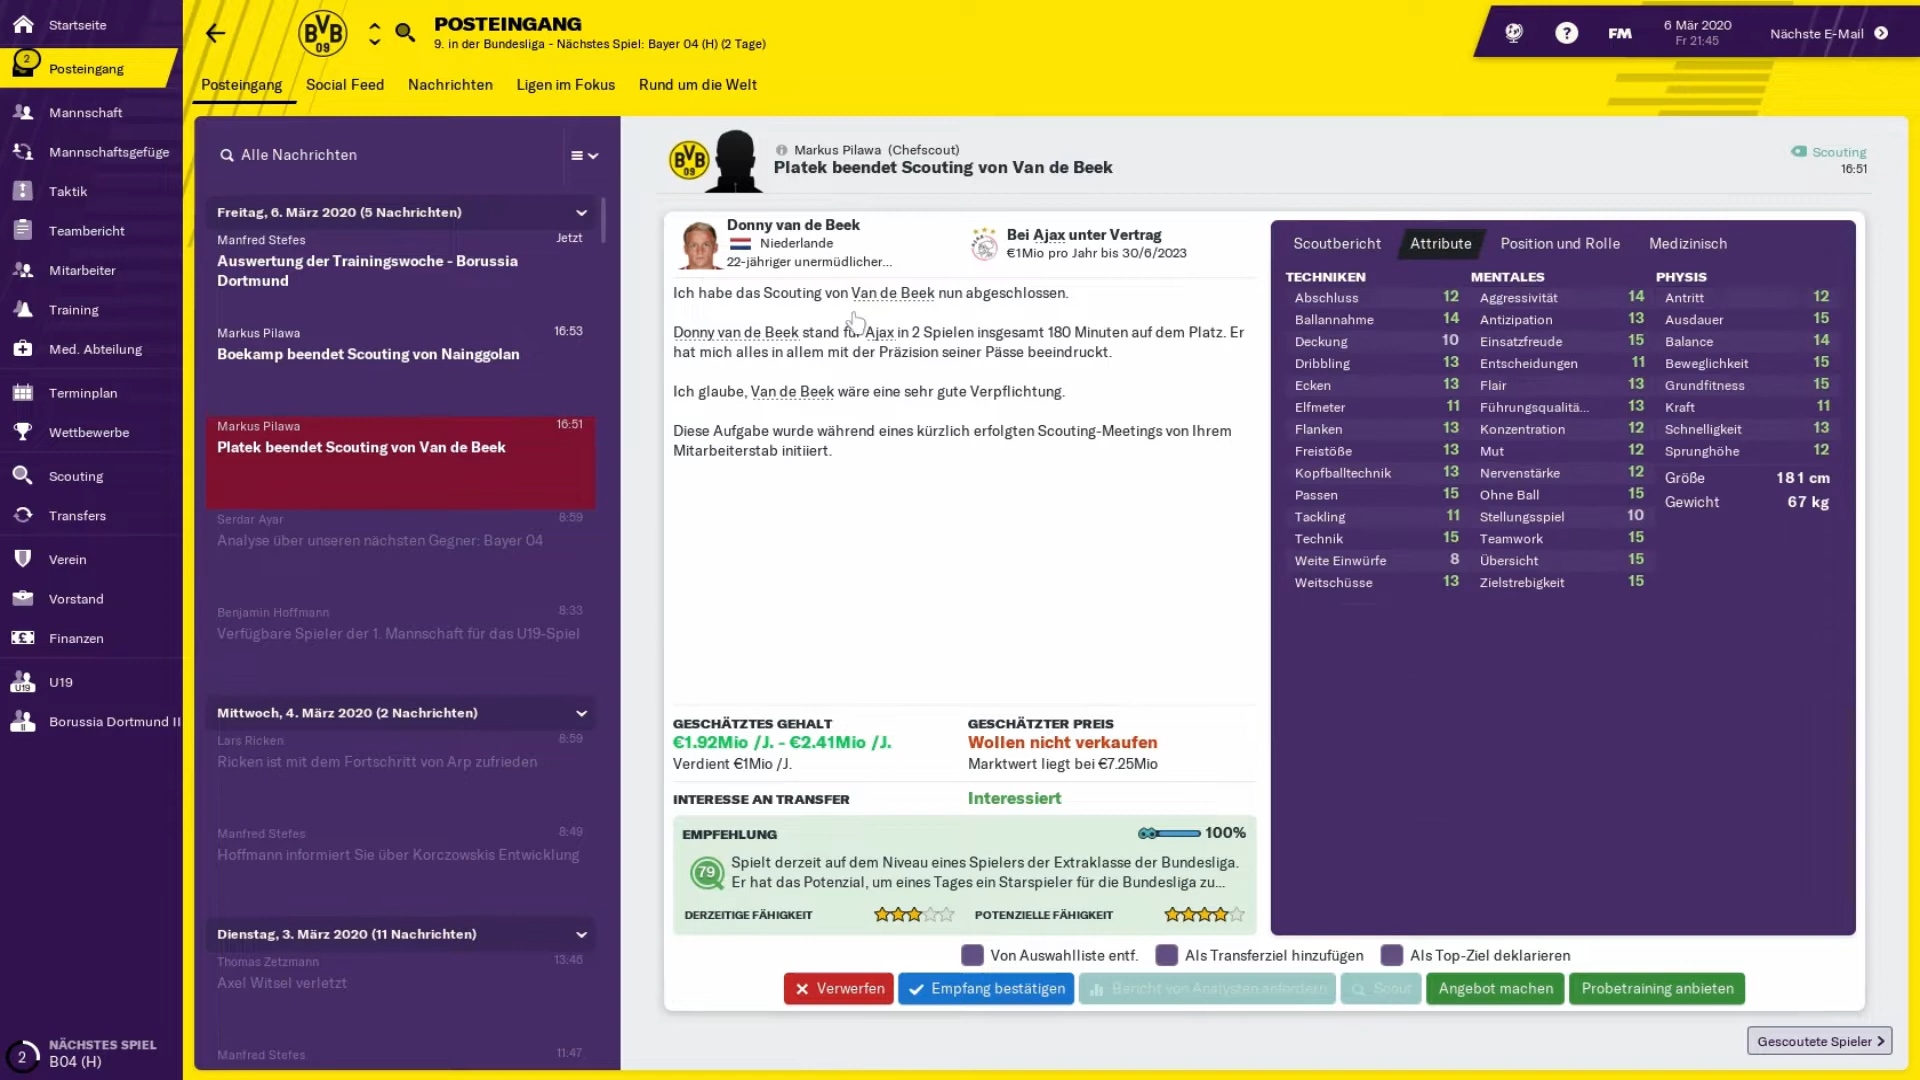 Startseite
2
Posteingang
Mannschaft
Mannschaftsgefüge
Taktik
Teambericht
Mitarbeiter
Training
Med. Abteilung
Terminplan
Wettbewerbe
Scouting
Transfers
Verein
Vorstand
Finanzen
U19
U19
II
Borussia Dortmund II
2
NÄCHSTES SPIEL
B04 (H)
BVB
09
POSTEINGANG
9. in der Bundesliga - Nächstes Spiel: Bayer 04 (H) (2 Tage)
?
FM
6 Mär 2020
Fr 21:45
Nächste E-Mail
Posteingang
Social Feed
Nachrichten
Ligen im Fokus
Rund um die Welt
Alle Nachrichten
Freitag, 6. März 2020 (5 Nachrichten)
Manfred Stefes
Jetzt
Auswertung der Trainingswoche - Borussia
Dortmund
Markus Pilawa
16:53
Boekamp beendet Scouting von Nainggolan
Markus Pilawa
16:51
Platek beendet Scouting von Van de Beek
Serdar Ayar
8:59
Analyse über unseren nächsten Gegner: Bayer 04
Benjamin Hoffmann
8:33
Verfügbare Spieler der 1. Mannschaft für das U19-Spiel
Mittwoch, 4. März 2020 (2 Nachrichten)
Lars Ricken
8:59
Ricken ist mit dem Fortschritt von Arp zufrieden
Manfred Stefes
8:49
Hoffmann informiert Sie über Korczowskis Entwicklung
Dienstag, 3. März 2020 (11 Nachrichten)
Thomas Zetzmann
13:46
Axel Witsel verletzt
Manfred Stefes
11:47
BVB
09
Markus Pilawa (Chefscout)
Platek beendet Scouting von Van de Beek
Scouting
16:51
Donny van de Beek
Niederlande
22-jähriger unermüdlicher...
Bei Ajax unter Vertrag
€1Mio pro Jahr bis 30/6/2023
Ich habe das Scouting von Van de Beek nun abgeschlossen.
Donny van de Beek stand für Ajax in 2 Spielen insgesamt 180 Minuten auf dem Platz. Er
hat mich alles in allem mit der Präzision seiner Pässe beeindruckt.
Ich glaube, Van de Beek wäre eine sehr gute Verpflichtung.
Diese Aufgabe wurde während eines kürzlich erfolgten Scouting-Meetings von Ihrem
Mitarbeiterstab initiiert.
GESCHÄTZTES GEHALT
€1.92Mio /J. - €2.41Mio /J.
Verdient €1Mio /J.
GESCHÄTZTER PREIS
Wollen nicht verkaufen
Marktwert liegt bei €7.25Mio
INTERESSE AN TRANSFER
Interessiert
EMPFEHLUNG
100%
79
Spielt derzeit auf dem Niveau eines Spielers der Extraklasse der Bundesliga.
Er hat das Potenzial, um eines Tages ein Starspieler für die Bundesliga zu...
DERZEITIGE FÄHIGKEIT
POTENZIELLE FÄHIGKEIT
Scoutbericht
Attribute
Position und Rolle
Medizinisch
TECHNIKEN
Abschluss 12
Ballannahme 14
Deckung 10
Dribbling 13
Ecken 13
Elfmeter 11
Flanken 13
Freistöße 13
Kopfballtechnik 13
Passen 15
Tackling 11
Technik 15
Weite Einwürfe 8
Weitschüsse 13
MENTALES
Aggressivität 14
Antizipation 13
Einsatzfreude 15
Entscheidungen 11
Flair 13
Führungsqualitä... 13
Konzentration 12
Mut 12
Nervenstärke 12
Ohne Ball 15
Stellungsspiel 10
Teamwork 15
Übersicht 15
Zielstrebigkeit 15
PHYSIS
Antritt 12
Ausdauer 15
Balance 14
Beweglichkeit 15
Grundfitness 15
Kraft 11
Schnelligkeit 13
Sprunghöhe 12
Größe 181 cm
Gewicht 67 kg
Von Auswahlliste entf.
Als Transferziel hinzufügen
Als Top-Ziel deklarieren
Verwerfen
Empfang bestätigen
Bericht von Analysten anfordern
Scout
Angebot machen
Probetraining anbieten
Gescoutete Spieler